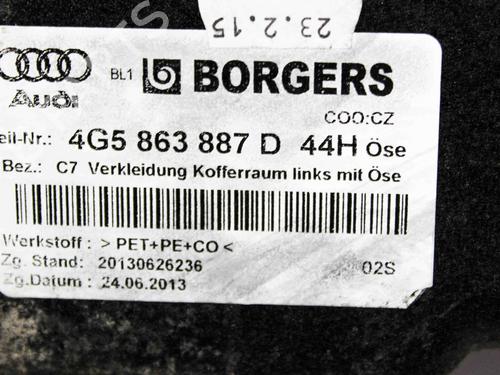 23.2.15
BL1 BORGERS
Audi
COO:CZ
eil-Nr.: 4G5 863 887 D 44H Öse
Bez.: C7 Verkleidung Kofferraum links mit Öse
Werkstoff : > PET+PE+CO <
Zg. Stand: 20130626236 02S
Zg.Datum : 24.06.2013